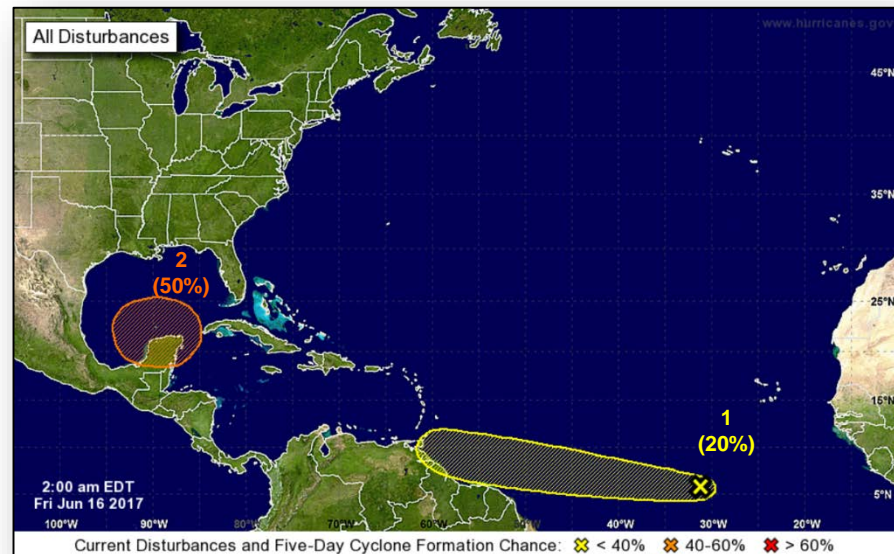 All Disturbances
www.hurricanes.gov
45°N
35°N
2
(50%)
25°N
1
(20%)
15°N
5°N
2:00 am EDT
Fri Jun 16 2017
100°W 90°W 80°W 70°W 60°W 50°W 40°W 30°W 20°W
Current Disturbances and Five-Day Cyclone Formation Chance: < 40% 40-60% > 60%